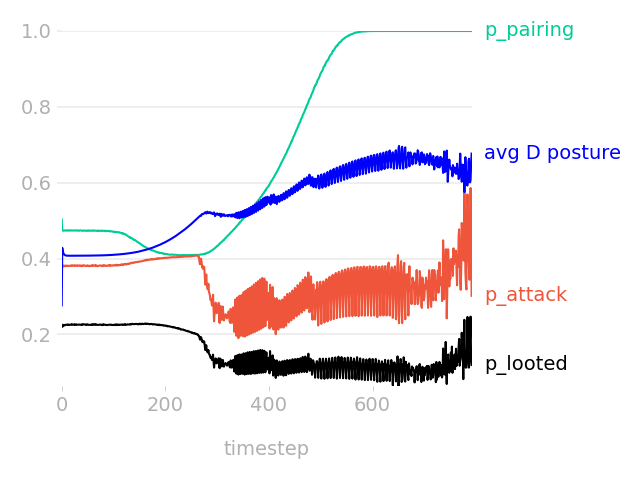 1.0
p_pairing
0.8
avg D posture
0.6
0.4
p_attack
0.2
p_looted
0 200 400 600
timestep